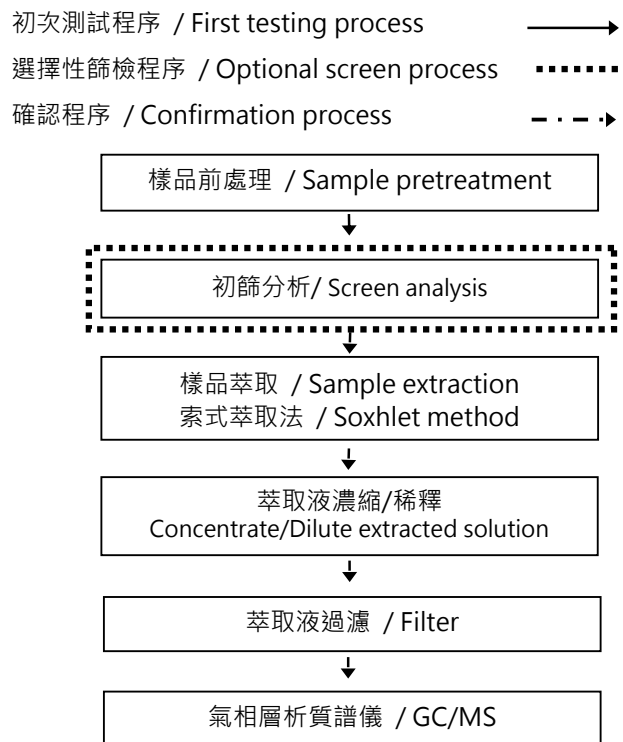 初次測試程序 / First testing process
選擇性篩檢程序 / Optional screen process
確認程序 / Confirmation process
樣品前處理 / Sample pretreatment
初篩分析/ Screen analysis
樣品萃取 / Sample extraction
索式萃取法 / Soxhlet method
萃取液濃縮/稀釋
Concentrate/Dilute extracted solution
萃取液過濾 / Filter
氣相層析質譜儀 / GC/MS